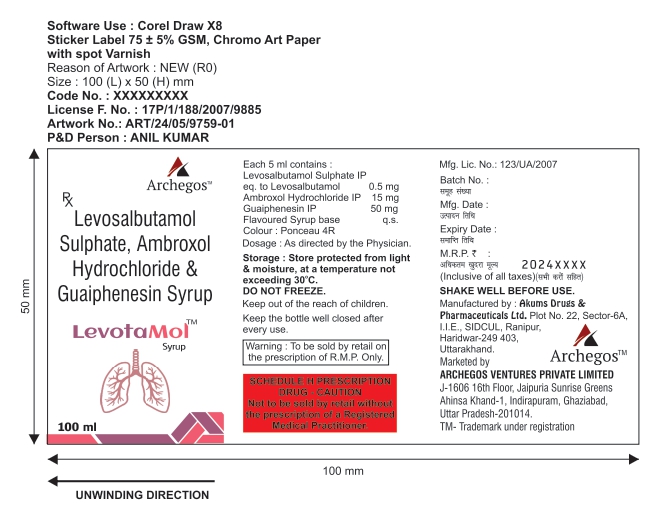 Software Use : Corel Draw X8
Sticker Label 75 ± 5% GSM, Chromo Art Paper
with spot Varnish
Reason of Artwork : NEW (R0)
Size : 100 (L) x 50 (H) mm
Code No. : XXXXXXXXX
License F. No. : 17P/1/188/2007/9885
Artwork No.: ART/24/05/9759-01
P&D Person : ANIL KUMAR
50 mm
Archegos™
Rx
Levosalbutamol
Sulphate, Ambroxol
Hydrochloride &
Guaiphenesin Syrup
LevotaMol™
Syrup
100 ml
Each 5 ml contains :
Levosalbutamol Sulphate IP
eq. to Levosalbutamol 0.5 mg
Ambroxol Hydrochloride IP 15 mg
Guaiphenesin IP 50 mg
Flavoured Syrup base q.s.
Colour : Ponceau 4R
Dosage : As directed by the Physician.
Storage : Store protected from light
& moisture, at a temperature not
exceeding 30°C.
DO NOT FREEZE.
Keep out of the reach of children.
Keep the bottle well closed after
every use.
Warning : To be sold by retail on
the prescription of R.M.P. Only.
SCHEDULE H PRESCRIPTION
DRUG - CAUTION
Not to be sold by retail without
the prescription of a Registered
Medical Practitioner.
Mfg. Lic. No.: 123/UA/2007
Batch No. :
समूह संख्या
Mfg. Date :
उत्पादन तिथि
Expiry Date :
समाप्ति तिथि
M.R.P. ₹ :
अधिकतम खुदरा मूल्य 2024XXXX
(Inclusive of all taxes)(सभी करों सहित)
SHAKE WELL BEFORE USE.
Manufactured by : Akums Drugs &
Pharmaceuticals Ltd. Plot No. 22, Sector-6A,
I.I.E., SIDCUL, Ranipur,
Haridwar-249 403,
Uttarakhand.
Archegos™
Marketed by
ARCHEGOS VENTURES PRIVATE LIMITED
J-1606 16th Floor, Jaipuria Sunrise Greens
Ahinsa Khand-1, Indirapuram, Ghaziabad,
Uttar Pradesh-201014.
TM- Trademark under registration
100 mm
UNWINDING DIRECTION